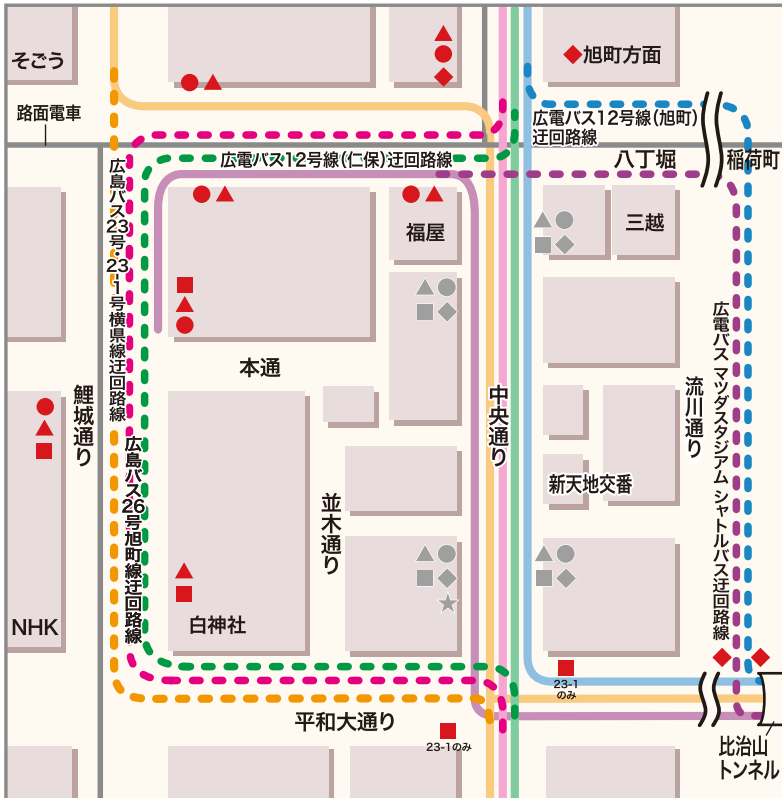 そごう
旭町方面
路面電車
広電バス12号線(旭町)
迂回路線
広電バス12号線(仁保)迂回路線
八丁堀
稲荷町
福屋
三越
広島バス23号・23-1号横県線迂回路線
本通
鯉城通り
中央通り
流川通り
広電バス マツダスタジアム シャトルバス迂回路線
広島バス26号旭町線迂回路線
並木通り
新天地交番
NHK
白神社
23-1
のみ
平和大通り
23-1のみ
比治山
トンネル